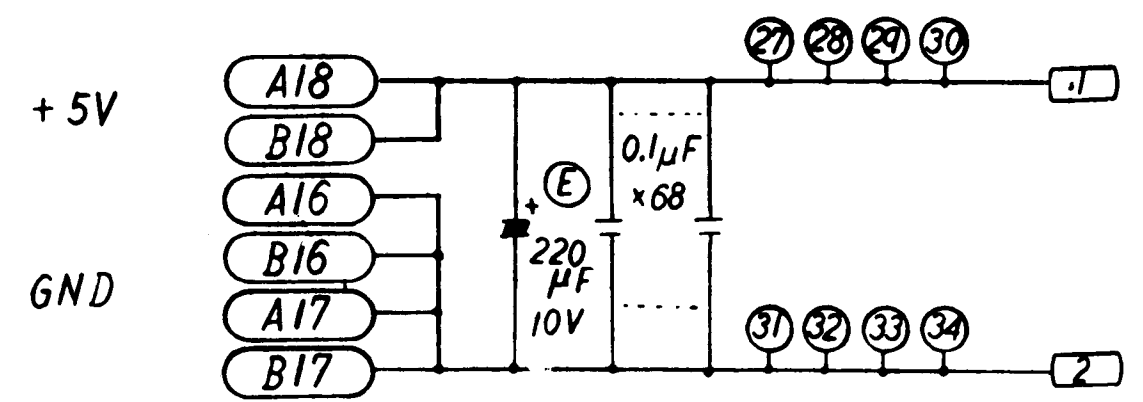 27 28 29 30
A18
.1
+5V
B18
0.1μF
×68
A16
E
+
220
μF
10V
B16
GND
A17
31 32 33 34
B17
2